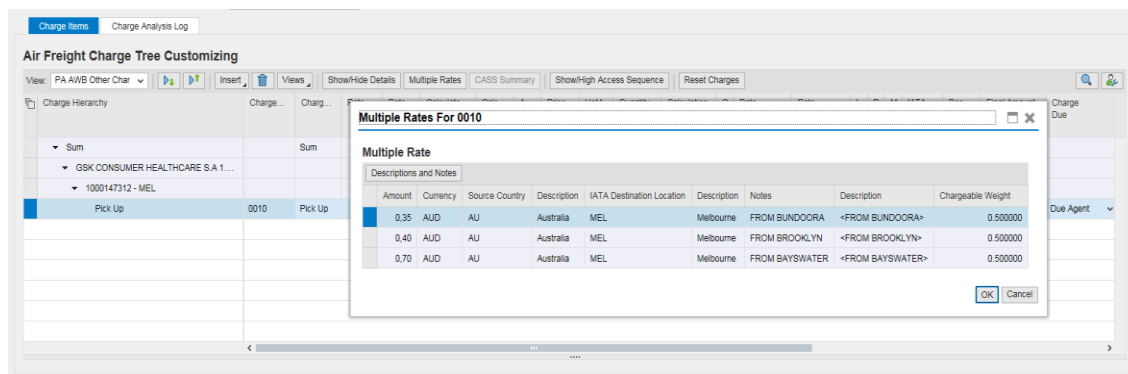 Charge Items Charge Analysis Log
Air Freight Charge Tree Customizing
View: PA AWB Other Char Insert Views Show/Hide Details Multiple Rates CASS Summary Show/High Access Sequence Reset Charges
Charge Hierarchy Charge... Charg... Charge Due
Multiple Rates For 0010
Sum Sum
Multiple Rate
GSK CONSUMER HEALTHCARE S.A 1...
Descriptions and Notes
1000147312 - MEL
Amount Currency Source Country Description IATA Destination Location Description Notes Description Chargeable Weight
Pick Up 0010 Pick Up Due Agent
0,35 AUD AU Australia MEL Melbourne FROM BUNDOORA <FROM BUNDOORA> 0.500000
0,40 AUD AU Australia MEL Melbourne FROM BROOKLYN <FROM BROOKLYN> 0.500000
0,70 AUD AU Australia MEL Melbourne FROM BAYSWATER <FROM BAYSWATER> 0.500000
OK Cancel